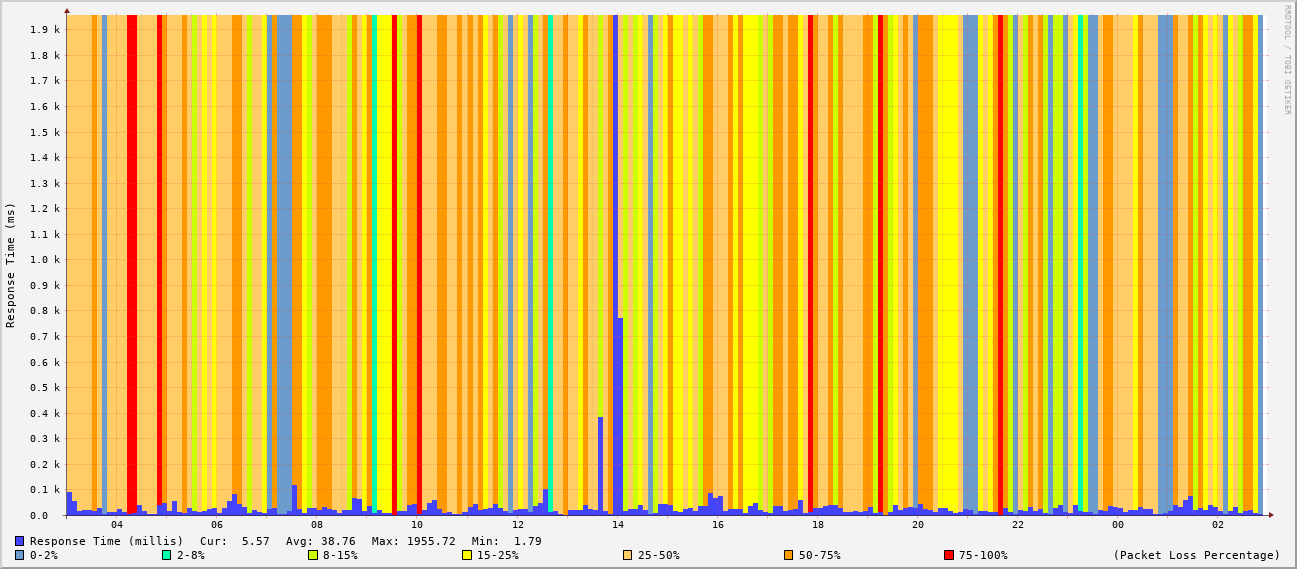 RRDTOOL / TOBI OETIKER
Response Time (ms)
1.9 k
1.8 k
1.7 k
1.6 k
1.5 k
1.4 k
1.3 k
1.2 k
1.1 k
1.0 k
0.9 k
0.8 k
0.7 k
0.6 k
0.5 k
0.4 k
0.3 k
0.2 k
0.1 k
0.0
04 06 08 10 12 14 16 18 20 22 00 02
Response Time (millis) Cur: 5.57 Avg: 38.76 Max: 1955.72 Min: 1.79
0-2% 2-8% 8-15% 15-25% 25-50% 50-75% 75-100% (Packet Loss Percentage)